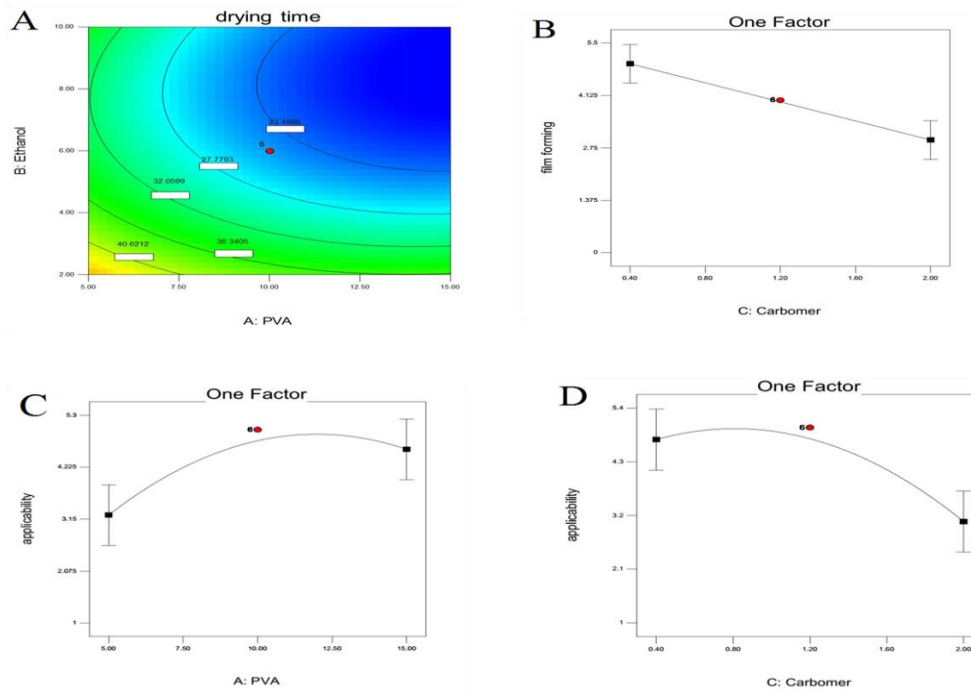 A
drying time
10.00
8.00
6.00
4.00
2.00
B: Ethanol
23.4986
6
27.7793
32.0599
36.3405
40.6212
5.00 7.50 10.00 12.50 15.00
A: PVA
B
One Factor
5.5
4.125
2.75
1.375
0
film forming
6
0.40 1.20 2.00
C: Carbomer
C
One Factor
5.3
4.225
3.15
2.075
1
applicability
6
5.00 7.50 10.00 12.50 15.00
A: PVA
D
One Factor
5.4
4.3
3.2
2.1
1
applicability
6
0.40 0.80 1.20 1.60 2.00
C: Carbomer